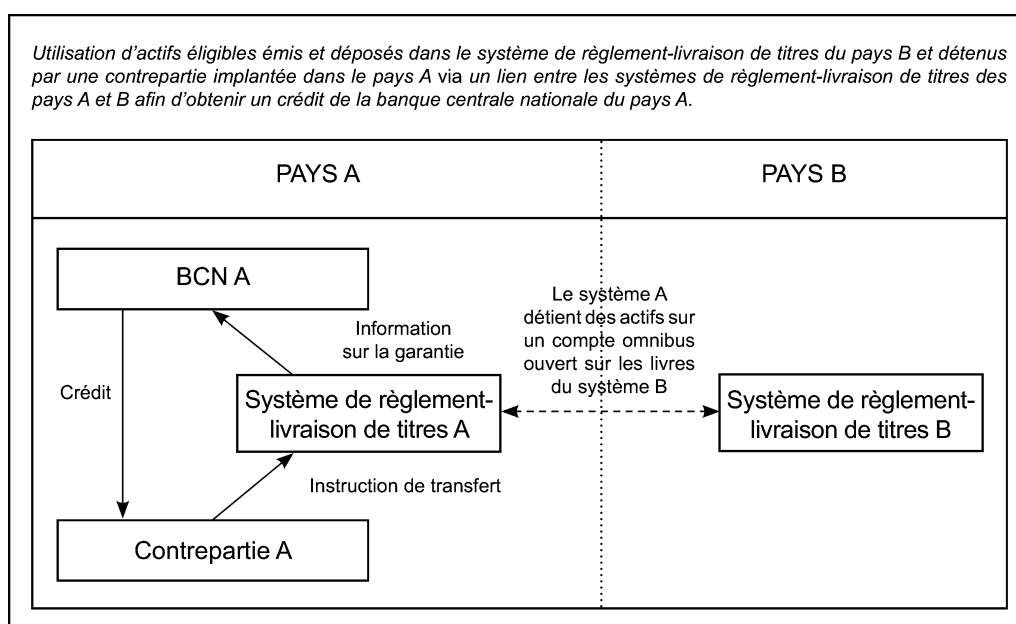 Utilisation d’actifs éligibles émis et déposés dans le système de règlement-livraison de titres du pays B et détenus
par une contrepartie implantée dans le pays A via un lien entre les systèmes de règlement-livraison de titres des
pays A et B afin d’obtenir un crédit de la banque centrale nationale du pays A.
PAYS A
PAYS B
BCN A
Information
sur la garantie
Le système A
détient des actifs sur
un compte omnibus
ouvert sur les livres
du système B
Crédit
Système de règlement-
livraison de titres A
Système de règlement-
livraison de titres B
Instruction de transfert
Contrepartie A